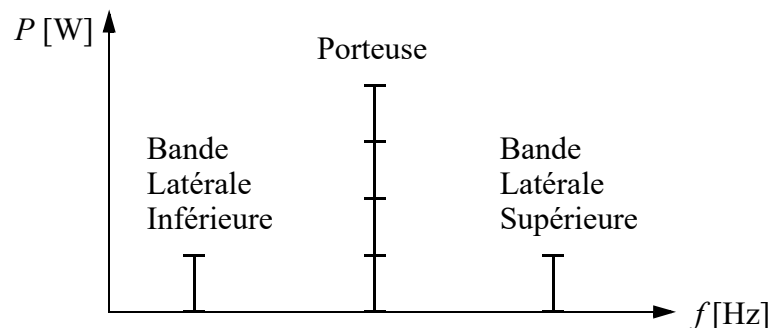 P [W]
Porteuse
Bande
Latérale
Inférieure
Bande
Latérale
Supérieure
f [Hz]